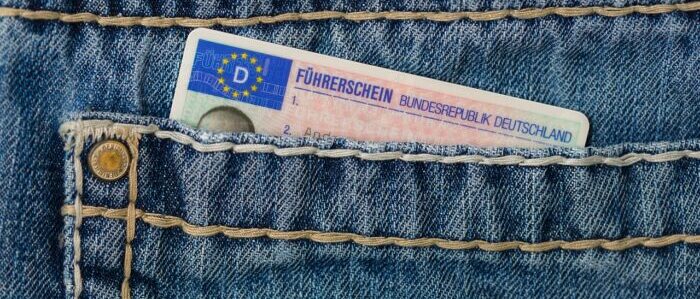 D
FÜHRERSCHEIN BUNDESREPUBLIK DEUTSCHLAND
1.
2.